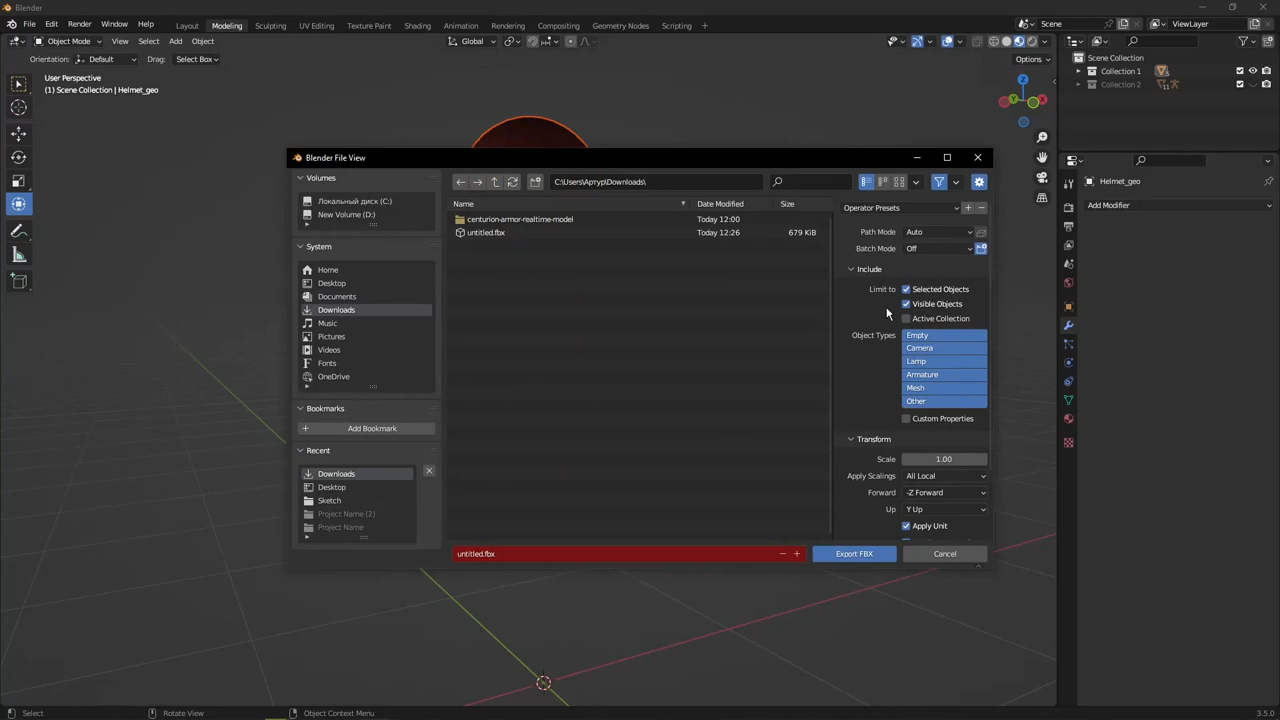 Blender
File Edit Render Window Help Layout Modeling Sculpting UV Editing Texture Paint Shading Animation Rendering Compositing Geometry Nodes Scripting + Scene ViewLayer
Object Mode View Select Add Object Global
Orientation: Default Drag: Select Box Options
User Perspective
(1) Scene Collection | Helmet_geo
Scene Collection
Collection 1
Collection 2 11
Z
Y
X
Helmet_geo
Add Modifier
Blender File View
Volumes
Локальный диск (C:)
New Volume (D:)
System
Home
Desktop
Documents
Downloads
Music
Pictures
Videos
Fonts
OneDrive
Bookmarks
+ Add Bookmark
Recent
Downloads
Desktop
Sketch
Project Name (2)
Project Name
C:\Users\Артур\Downloads\
Name Date Modified Size
centurion-armor-realtime-model Today 12:00
untitled.fbx Today 12:26 679 KiB
Operator Presets
Path Mode Auto
Batch Mode Off
Include
Limit to Selected Objects
Visible Objects
Active Collection
Object Types Empty
Camera
Lamp
Armature
Mesh
Other
Custom Properties
Transform
Scale 1.00
Apply Scalings All Local
Forward -Z Forward
Up Y Up
Apply Unit
untitled.fbx Export FBX Cancel
Select Rotate View Object Context Menu 3.5.0